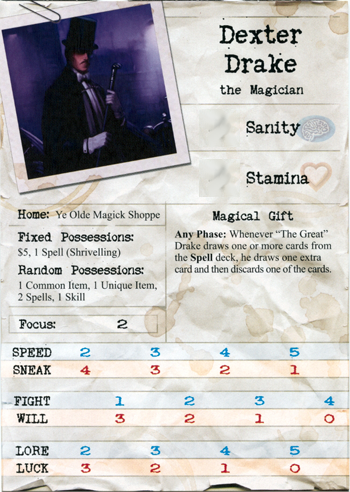 Dexter
Drake
the Magician
Sanity
Stamina
Home: Ye Olde Magick Shoppe
Fixed Possessions:
$5, 1 Spell (Shrivelling)
Random Possessions:
1 Common Item, 1 Unique Item,
2 Spells, 1 Skill
Focus: 2
Magical Gift
Any Phase: Whenever “The Great”
Drake draws one or more cards from
the Spell deck, he draws one extra
card and then discards one of the cards.
SPEED 2 3 4 5
SNEAK 4 3 2 1
FIGHT 1 2 3 4
WILL 3 2 1 0
LORE 2 3 4 5
LUCK 3 2 1 0